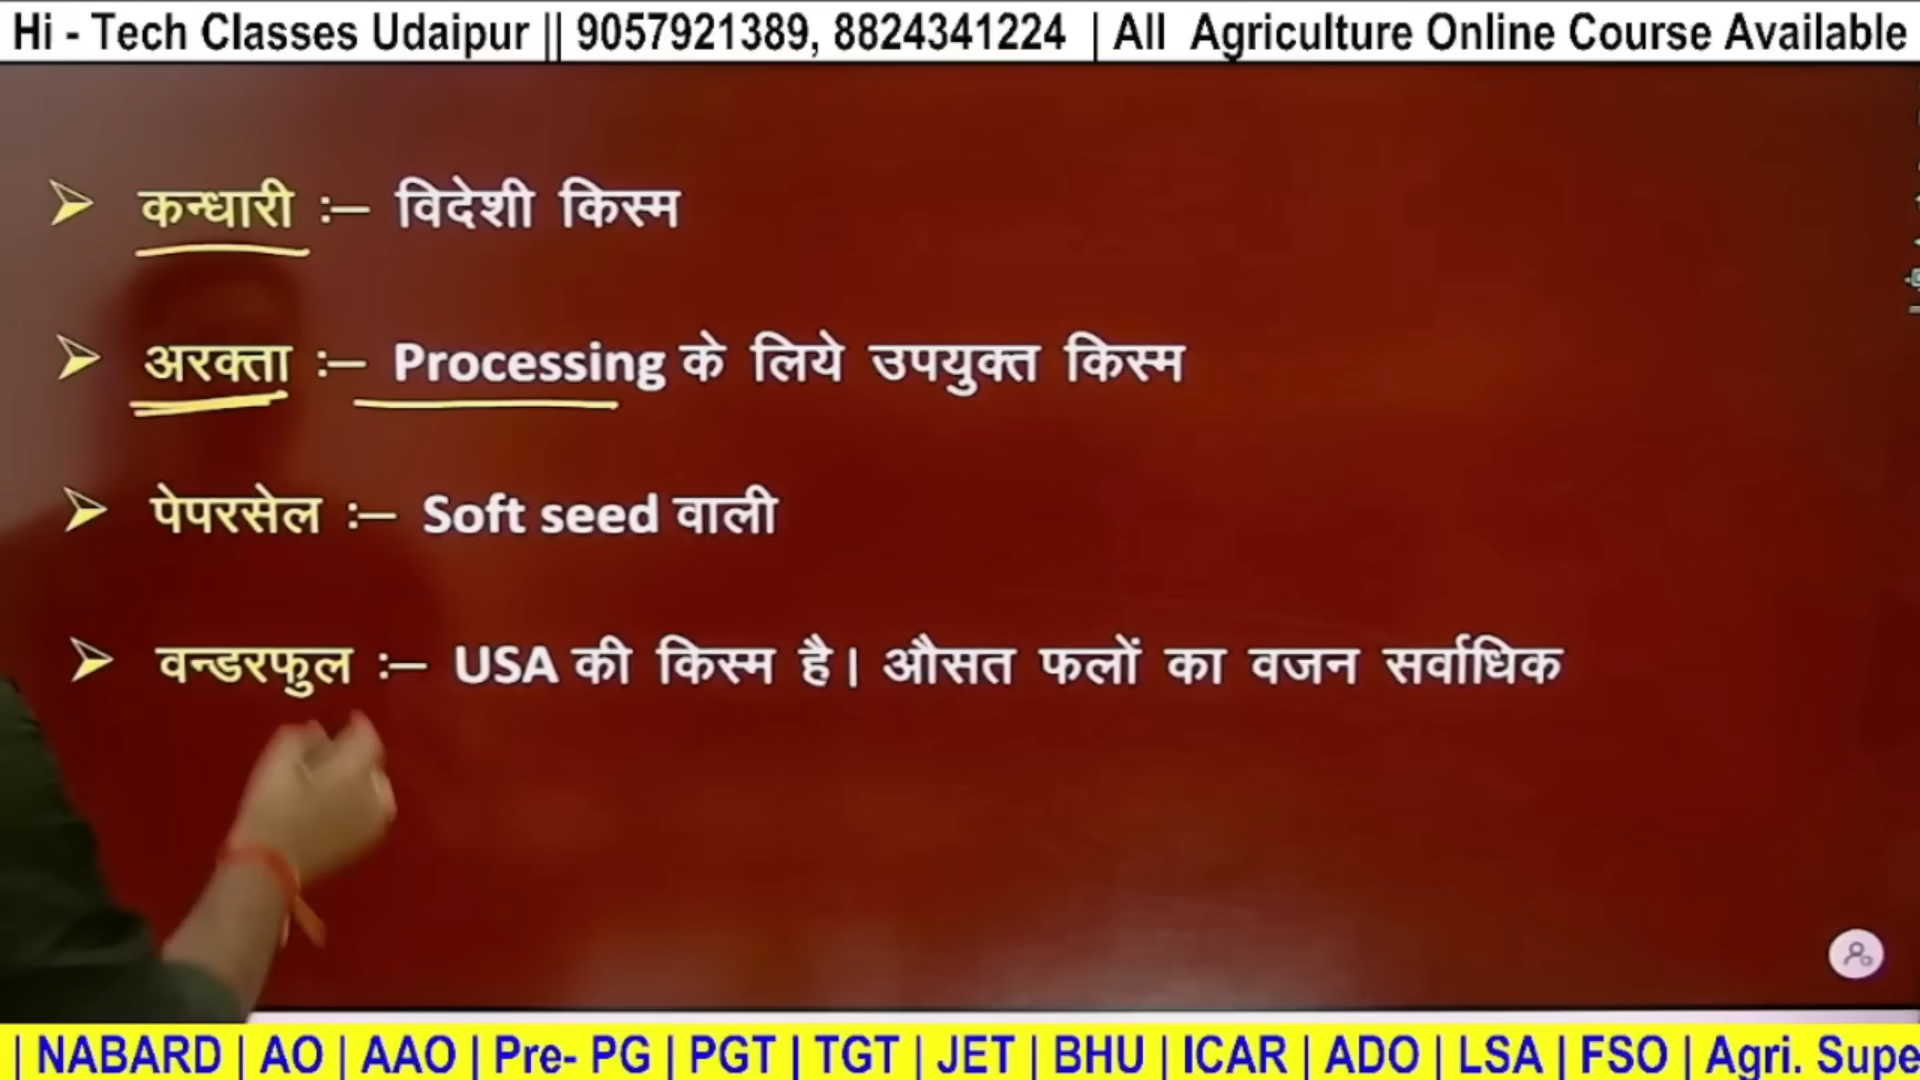 Hi - Tech Classes Udaipur || 9057921389, 8824341224 | All Agriculture Online Course Available
➢ कन्धारी :– विदेशी किस्म
➢ अरक्ता :– Processing के लिये उपयुक्त किस्म
➢ पेपरसेल :– Soft seed वाली
➢ वन्डरफुल :– USA की किस्म है। औसत फलों का वजन सर्वाधिक
| NABARD | AO | AAO | Pre- PG | PGT | TGT | JET | BHU | ICAR | ADO | LSA | FSO | Agri. Supe